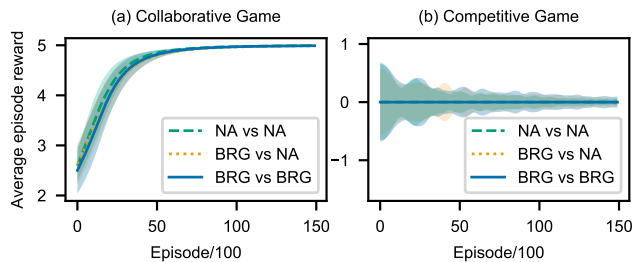 (a) Collaborative Game
Average episode reward
5
4
3
2
NA vs NA
BRG vs NA
BRG vs BRG
0
50
100
150
Episode/100
(b) Competitive Game
1
0
−1
NA vs NA
BRG vs NA
BRG vs BRG
0
50
100
150
Episode/100